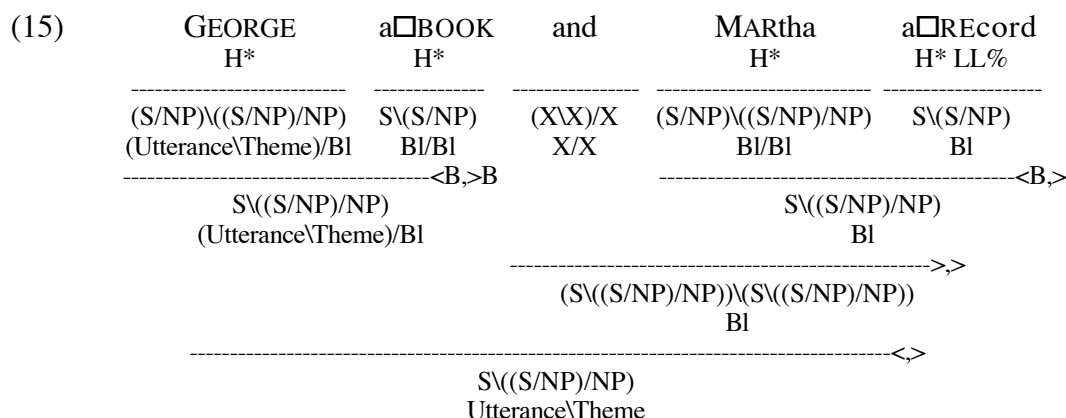 (15) GEORGE a□BOOK and MARtha a□REcord
H* H* H* H* LL%
--------------------------- -------------- ---------------- --------------------------- --------------------
(S/NP)\((S/NP)/NP) S\(S/NP) (X\X)/X (S/NP)\((S/NP)/NP) S\(S/NP)
(Utterance\Theme)/Bl Bl/Bl X/X Bl/Bl Bl
---------------------------------------<B,>B ---------------------------------------------<B,>
S\((S/NP)/NP) S\((S/NP)/NP)
(Utterance\Theme)/Bl Bl
------------------------------------------------------>,>
(S\((S/NP)/NP))\(S\((S/NP)/NP))
Bl
----------------------------------------------------------------------------------------<,>
S\((S/NP)/NP)
Utterance\Theme